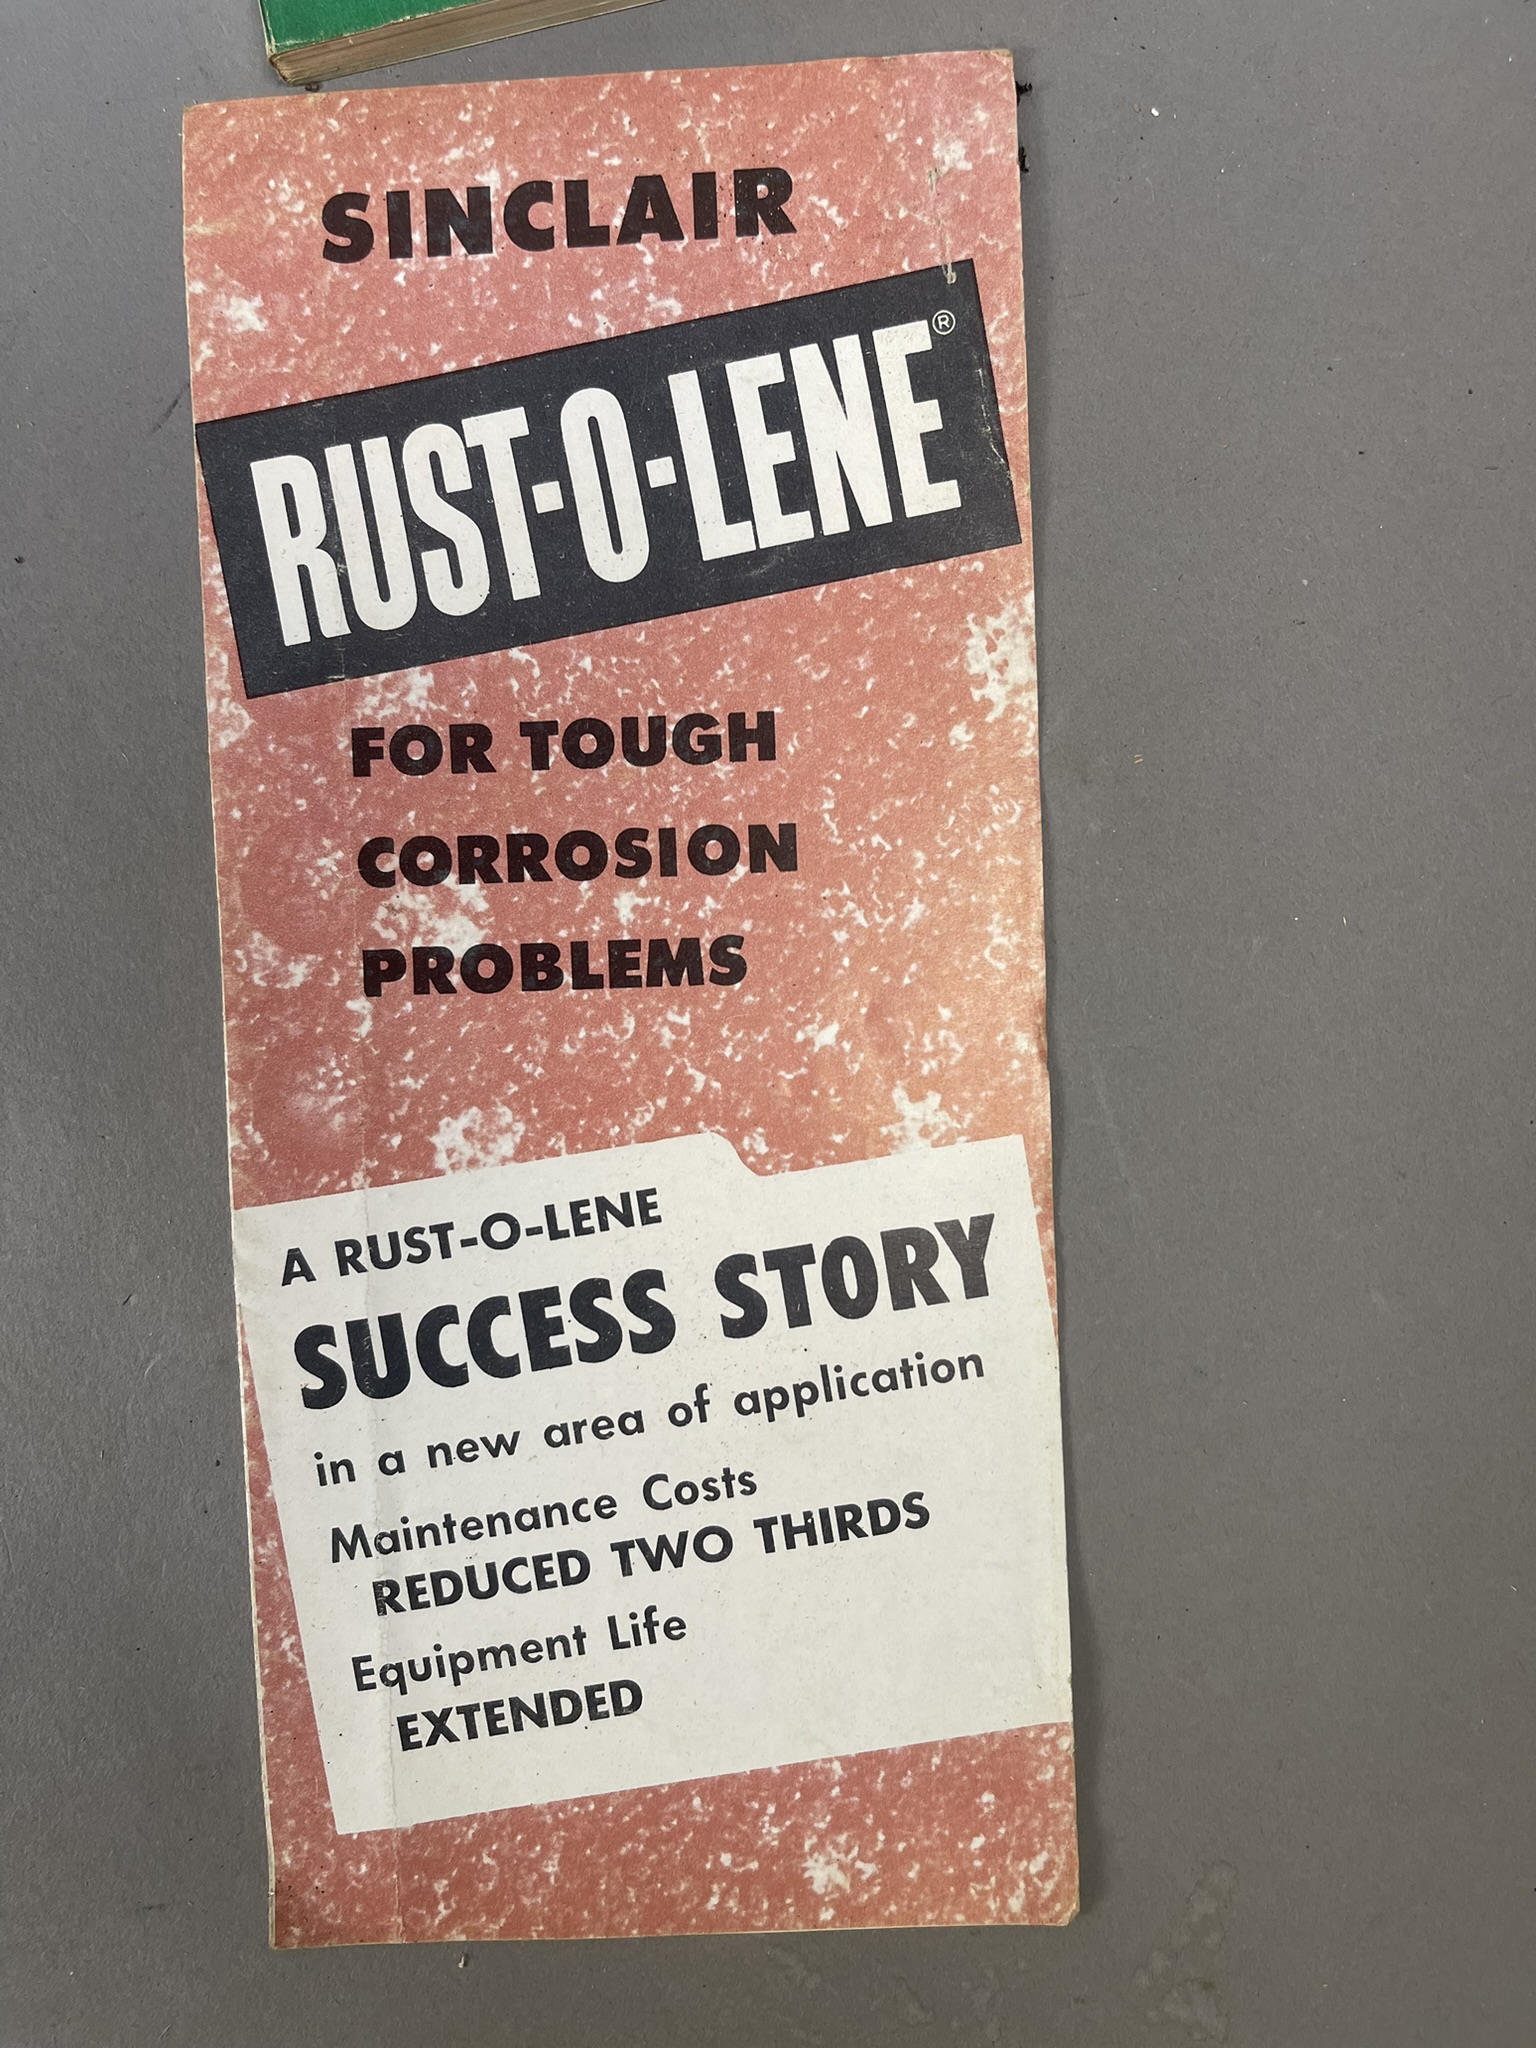 SINCLAIR
RUST-O-LENE®
FOR TOUGH
CORROSION
PROBLEMS
A RUST-O-LENE
SUCCESS STORY
in a new area of application
Maintenance Costs
REDUCED TWO THIRDS
Equipment Life
EXTENDED